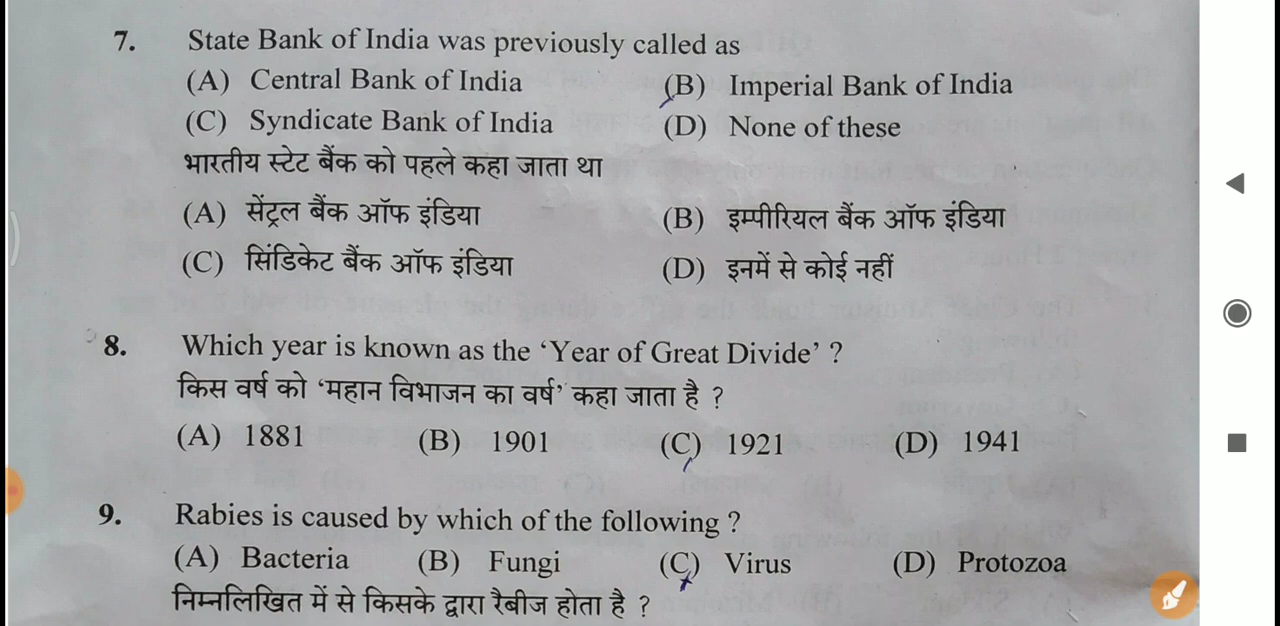 7. State Bank of India was previously called as
(A) Central Bank of India (B) Imperial Bank of India
(C) Syndicate Bank of India (D) None of these
भारतीय स्टेट बैंक को पहले कहा जाता था
(A) सेंट्रल बैंक ऑफ इंडिया (B) इम्पीरियल बैंक ऑफ इंडिया
(C) सिंडिकेट बैंक ऑफ इंडिया (D) इनमें से कोई नहीं
8. Which year is known as the ‘Year of Great Divide’ ?
किस वर्ष को ‘महान विभाजन का वर्ष’ कहा जाता है ?
(A) 1881 (B) 1901 (C) 1921 (D) 1941
9. Rabies is caused by which of the following ?
(A) Bacteria (B) Fungi (C) Virus (D) Protozoa
निम्नलिखित में से किसके द्वारा रैबीज होता है ?